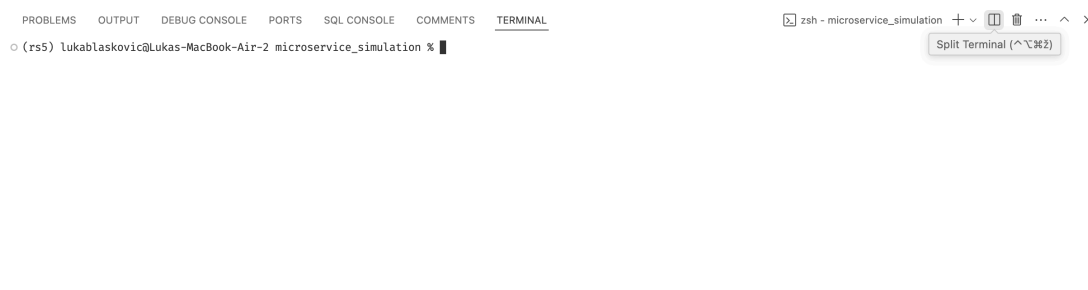 PROBLEMS OUTPUT DEBUG CONSOLE PORTS SQL CONSOLE COMMENTS TERMINAL zsh - microservice_simulation
(rs5) lukablaskovic@Lukas-MacBook-Air-2 microservice_simulation %
Split Terminal (^⌥⌘ž)